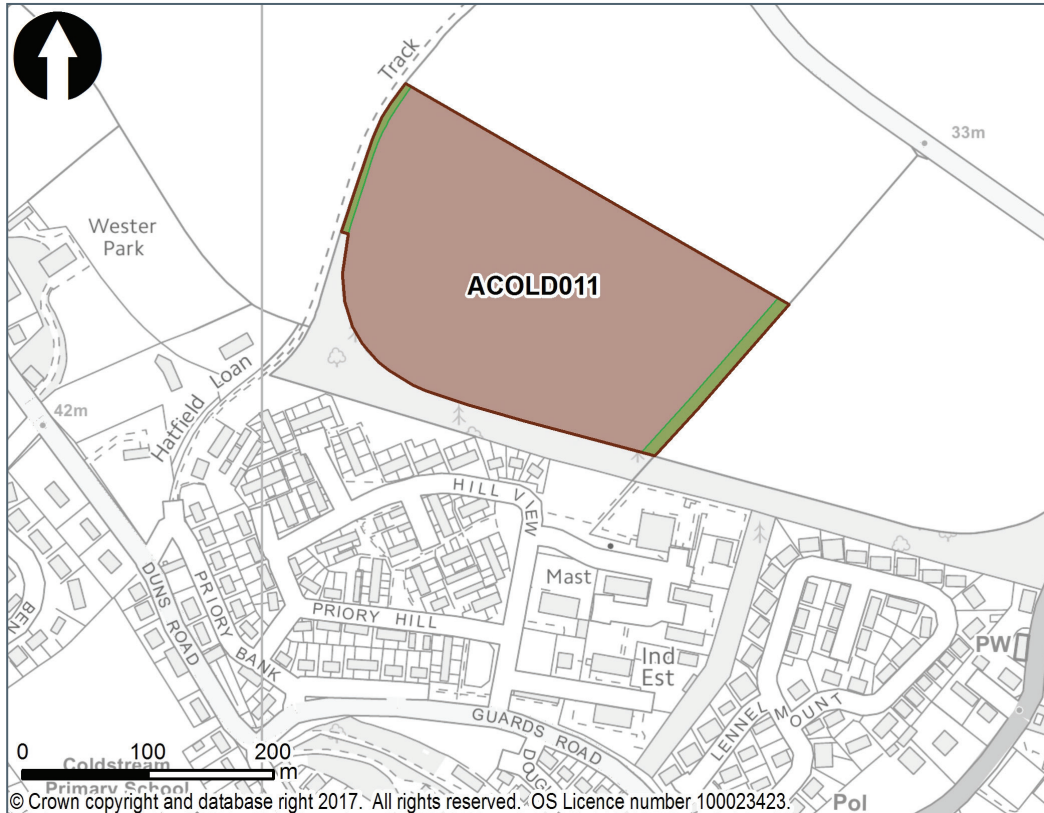 Track
33m
Wester
Park
ACOLD011
Hatfield Loan
42m
HILL VIEW
DUNS ROAD
PRIORY BANK
PRIORY HILL
Mast
Ind
Est
PW
LENNEL MOUNT
GUARDS ROAD
0 100 200
m
Coldstream
Primary School
Pol
© Crown copyright and database right 2017. All rights reserved. OS Licence number 100023423.